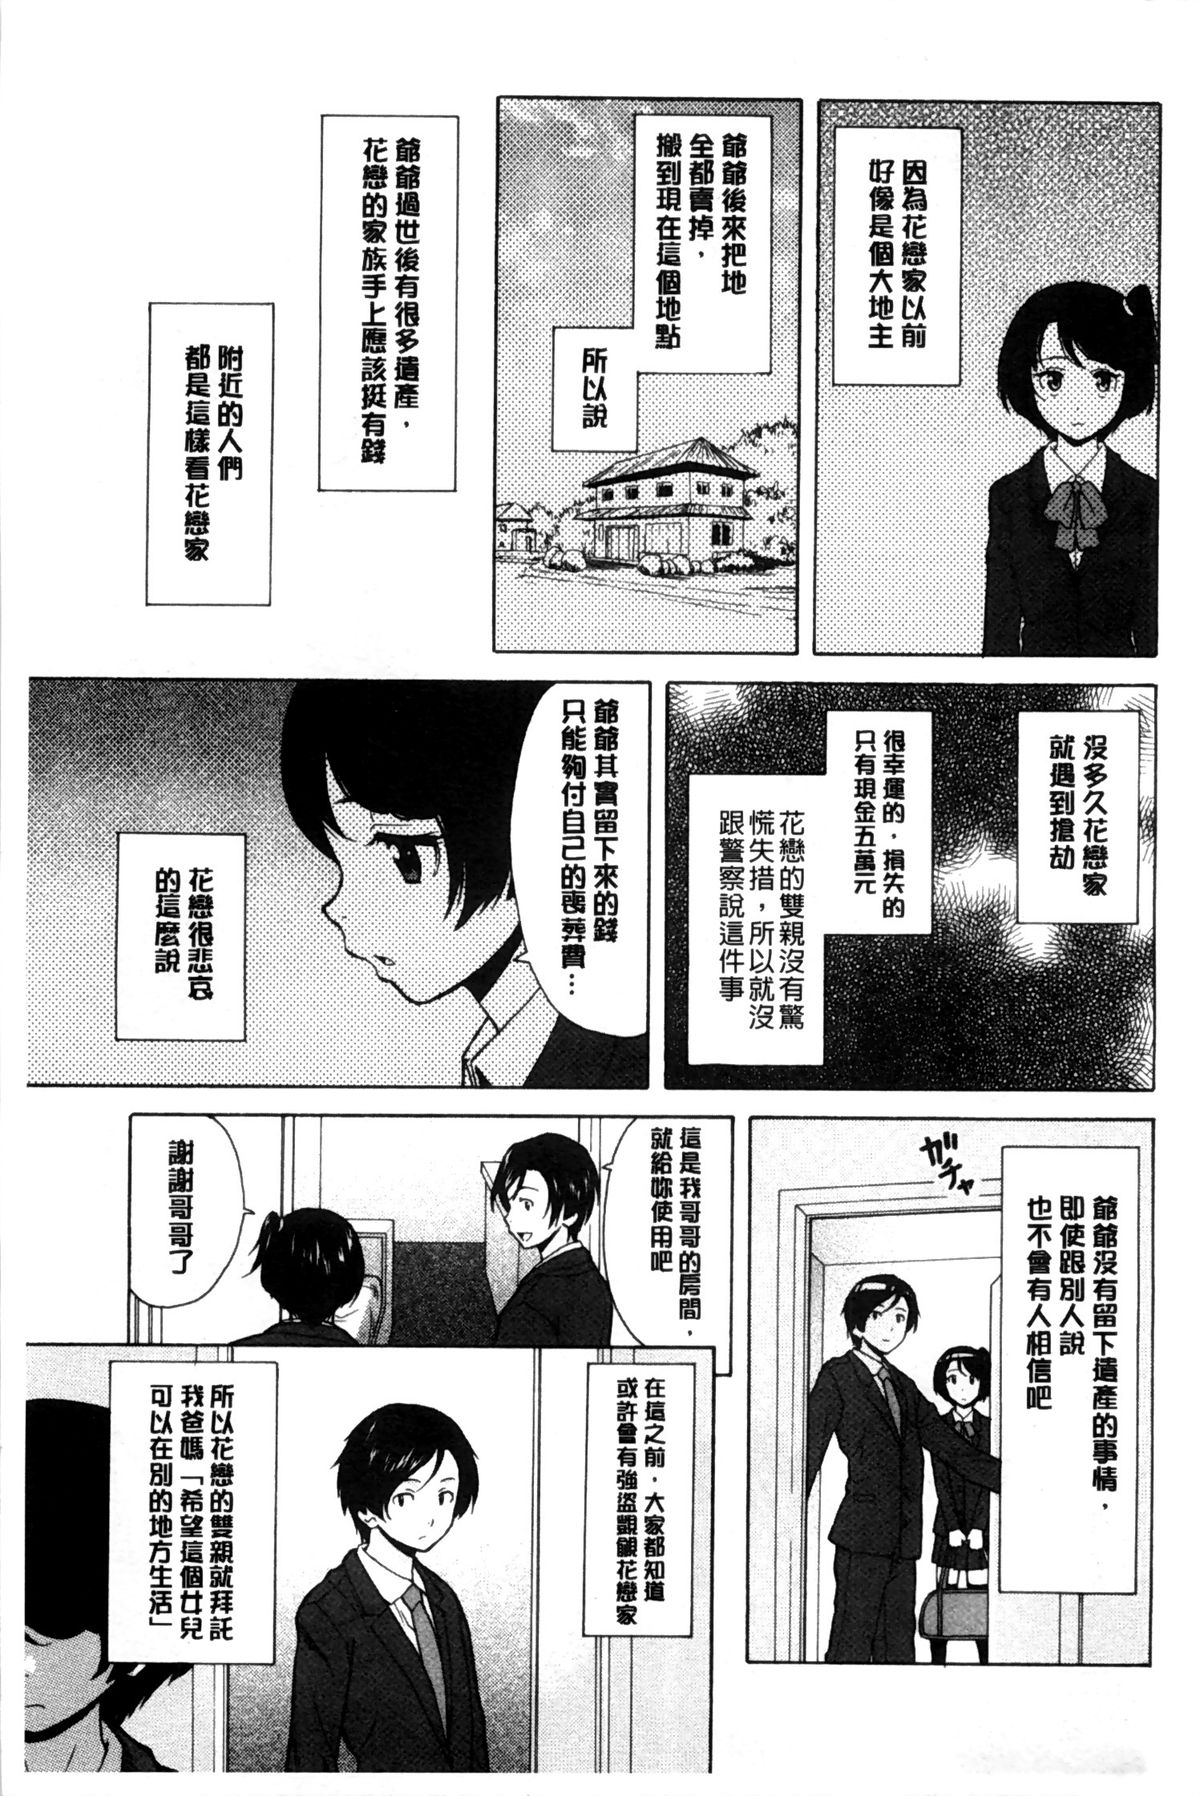 因為花戀家以前
好像是個大地主
爺爺後來把地
全都賣掉，
搬到現在這個地點
所以說
爺爺過世後有很多遺產，
花戀的家族手上應該挺有錢
附近的人們
都是這樣看花戀家
沒多久花戀家
就遇到搶劫
很幸運的，損失的
只有現金五萬元
花戀的雙親沒有驚
慌失措，所以就沒
跟警察說這件事
爺爺其實留下來的錢
只能夠付自己的喪葬費…
花戀很悲哀
的這麼說
爺爺沒有留下遺產的事情，
即使跟別人說
也不會有人相信吧
ガチャ
這是我哥哥的房間，
就給妳使用吧
謝謝哥哥了
在這之前，大家都知道
或許會有強盜覬覦花戀家
所以花戀的雙親就拜託
我爸媽「希望這個女兒
可以在別的地方生活」